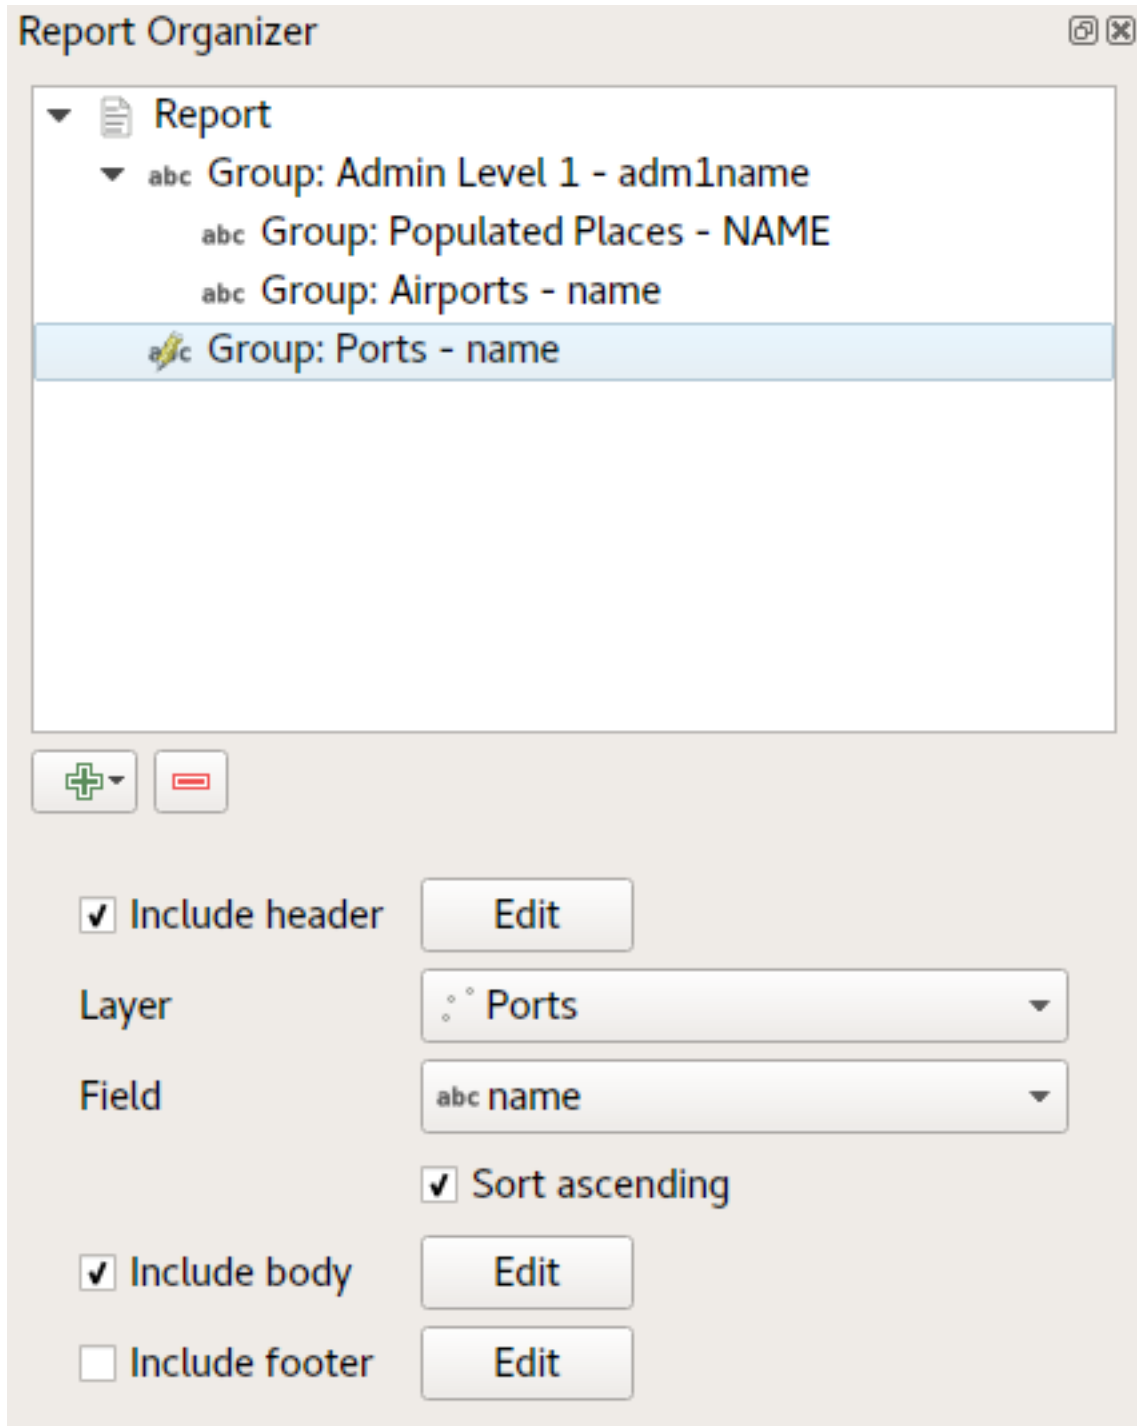 Report Organizer
Report
abc Group: Admin Level 1 - adm1name
abc Group: Populated Places - NAME
abc Group: Airports - name
abc Group: Ports - name
Include header Edit
Layer Ports
Field abc name
Sort ascending
Include body Edit
Include footer Edit